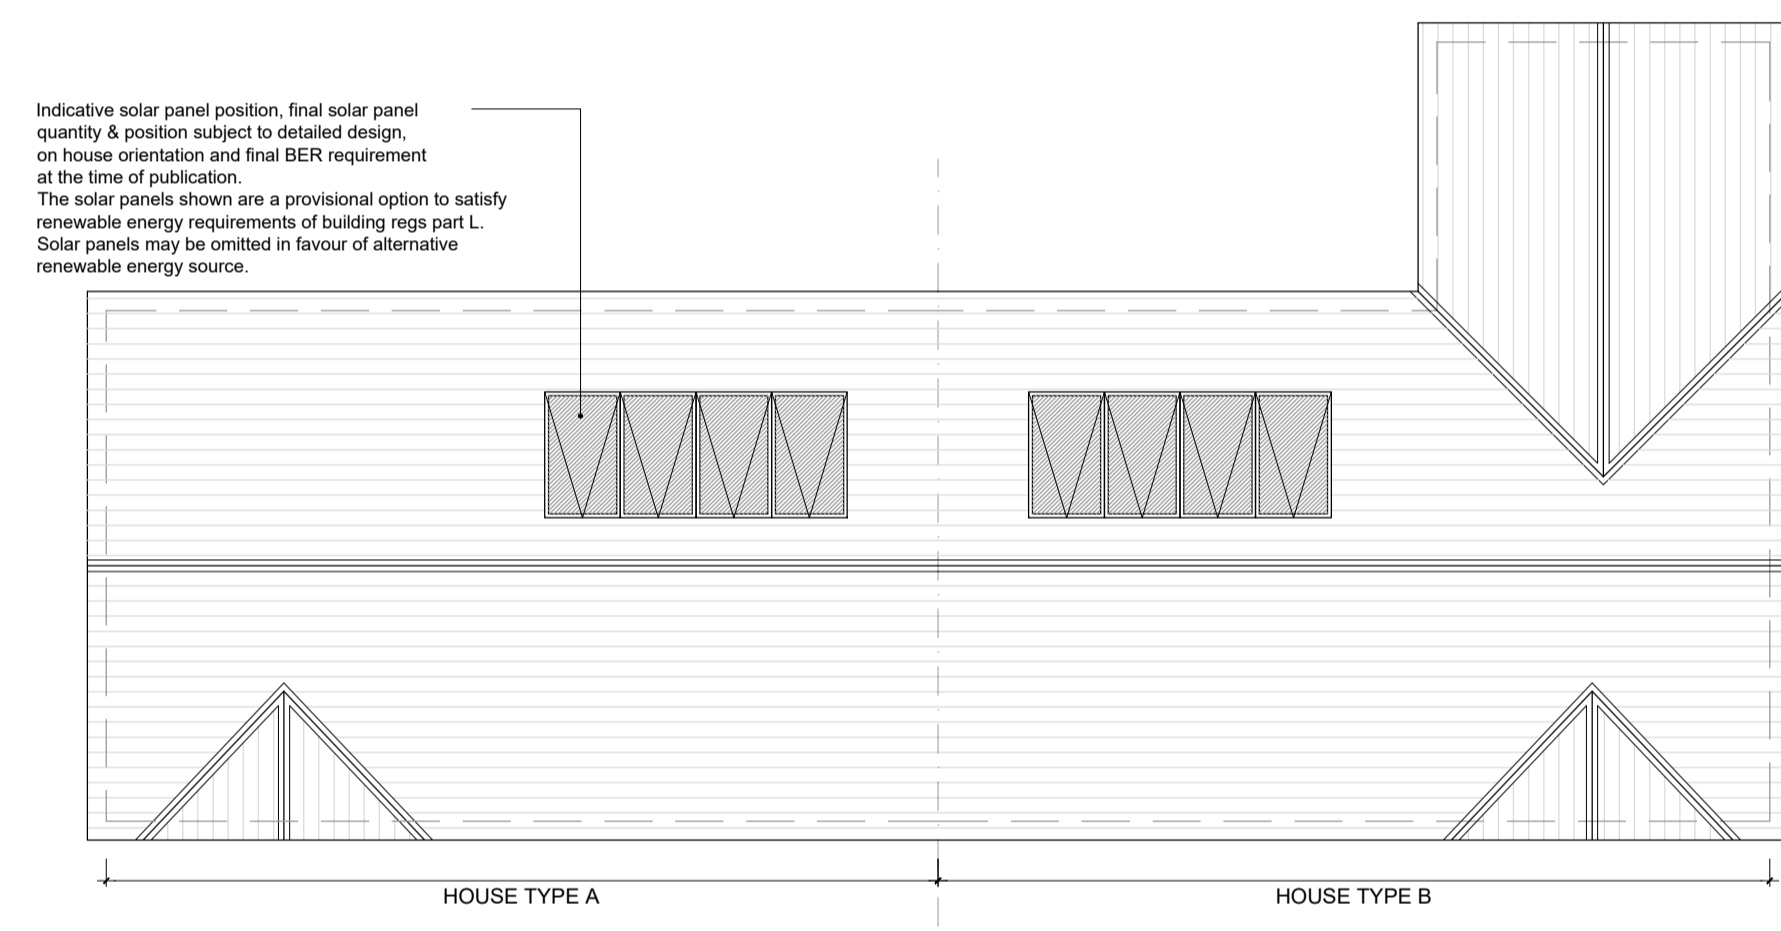 Indicative solar panel position, final solar panel
quantity & position subject to detailed design,
on house orientation and final BER requirement
at the time of publication.
The solar panels shown are a provisional option to satisfy
renewable energy requirements of building regs part L.
Solar panels may be omitted in favour of alternative
renewable energy source.
HOUSE TYPE A
HOUSE TYPE B